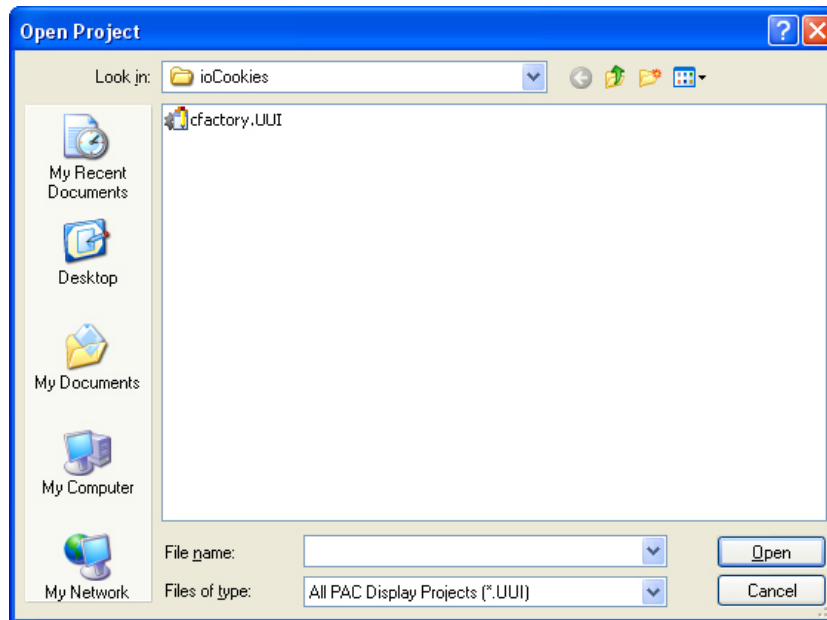 Open Project
Look in: ioCookies
cfactory.UUI
My Recent
Documents
Desktop
My Documents
My Computer
My Network
File name:
Open
Files of type: All PAC Display Projects (*.UUI)
Cancel